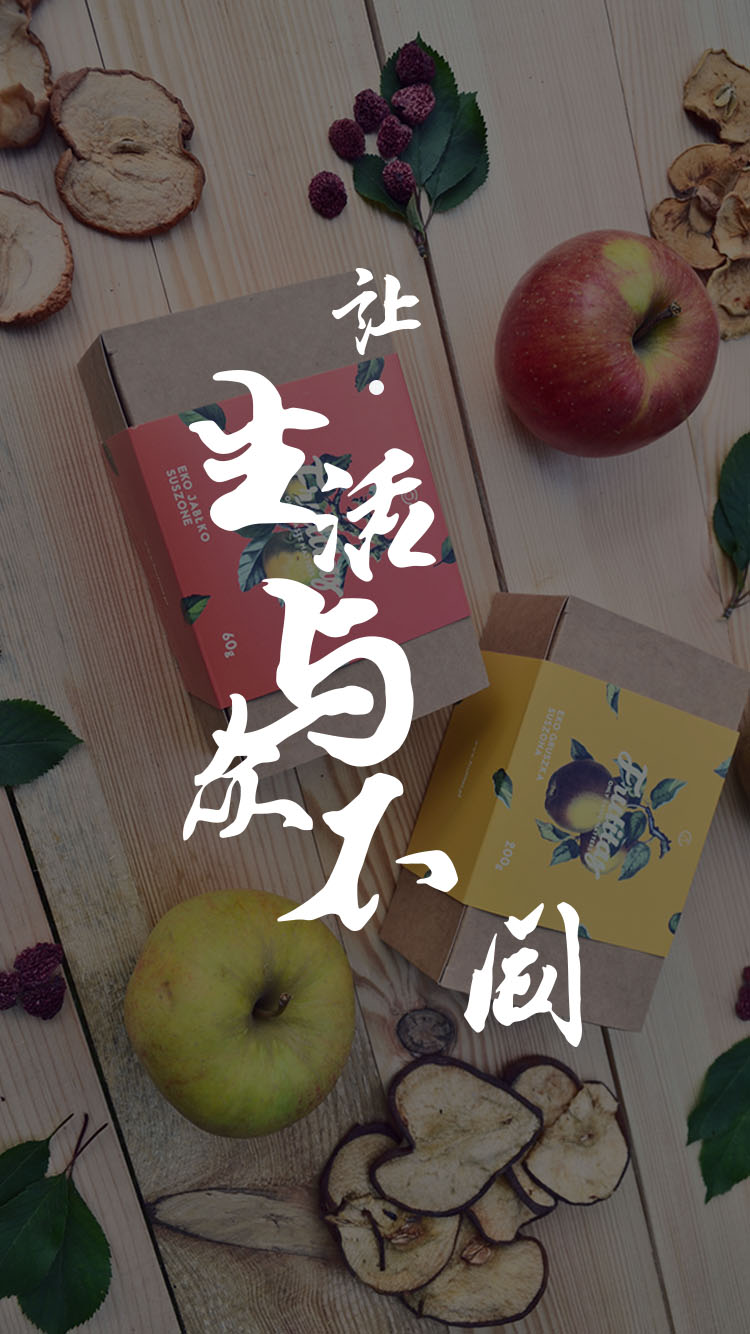 让·
生活
与众
不同
EKO JABŁKO
SUSZONE
60g
EKO GRUSZKA
SUSZONA
200g